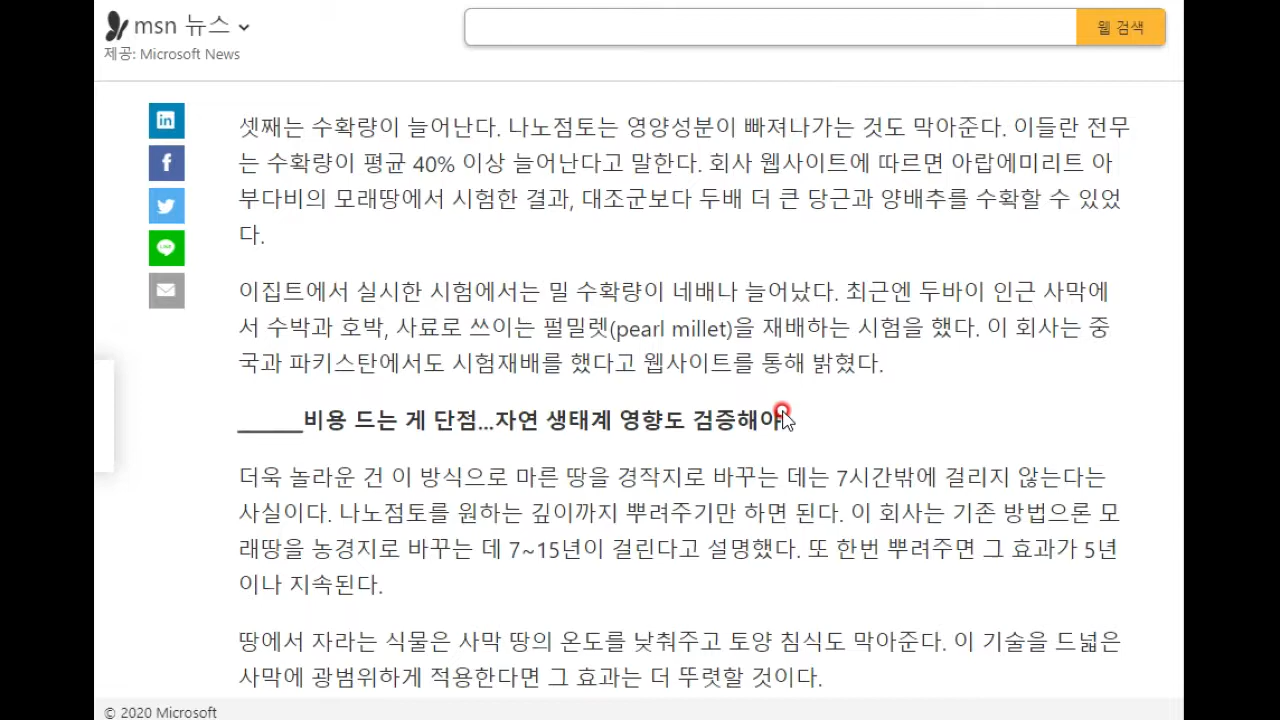 msn 뉴스
웹 검색
제공: Microsoft News
셋째는 수확량이 늘어난다. 나노점토는 영양성분이 빠져나가는 것도 막아준다. 이들란 전무
는 수확량이 평균 40% 이상 늘어난다고 말한다. 회사 웹사이트에 따르면 아랍에미리트 아
부다비의 모래땅에서 시험한 결과, 대조군보다 두배 더 큰 당근과 양배추를 수확할 수 있었
다.
이집트에서 실시한 시험에서는 밀 수확량이 네배나 늘어났다. 최근엔 두바이 인근 사막에
서 수박과 호박, 사료로 쓰이는 펄밀렛(pearl millet)을 재배하는 시험을 했다. 이 회사는 중
국과 파키스탄에서도 시험재배를 했다고 웹사이트를 통해 밝혔다.
______비용 드는 게 단점...자연 생태계 영향도 검증해야
더욱 놀라운 건 이 방식으로 마른 땅을 경작지로 바꾸는 데는 7시간밖에 걸리지 않는다는
사실이다. 나노점토를 원하는 깊이까지 뿌려주기만 하면 된다. 이 회사는 기존 방법으론 모
래땅을 농경지로 바꾸는 데 7~15년이 걸린다고 설명했다. 또 한번 뿌려주면 그 효과가 5년
이나 지속된다.
땅에서 자라는 식물은 사막 땅의 온도를 낮춰주고 토양 침식도 막아준다. 이 기술을 드넓은
사막에 광범위하게 적용한다면 그 효과는 더 뚜렷할 것이다.
© 2020 Microsoft